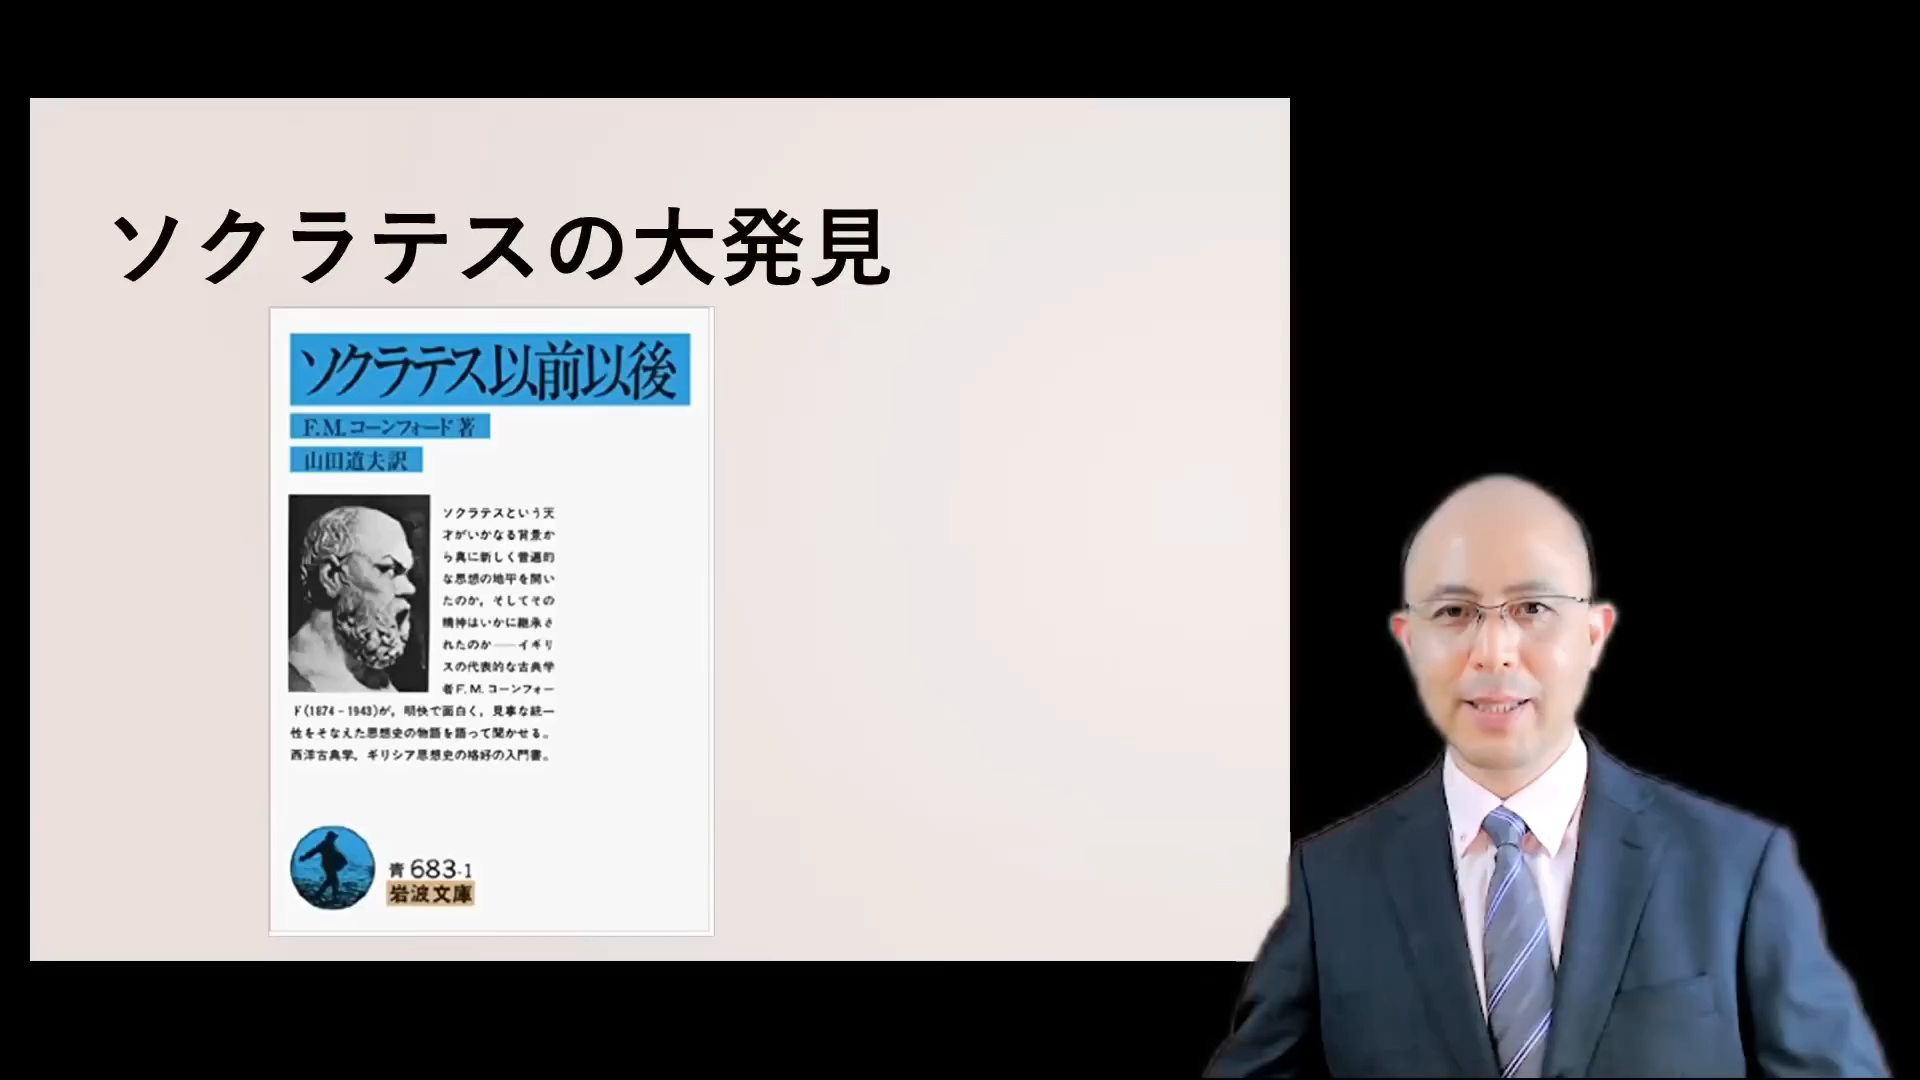 ソクラテスの大発見
ソクラテス以前以後
F.M.コーンフォード著
山田道夫訳
ソクラテスという天
才がいかなる背景か
ら真に新しく普遍的
な思想の地平を開い
たのか，そしてその
精神はいかに継承さ
れたのか――イギリ
スの代表的な古典学
者F.M.コーンフォー
ド(1874－1943)が，明快で面白く，見事な統一
性をそなえた思想史の物語を語って聞かせる。
西洋古典学，ギリシア思想史の格好の入門書。
青 683-1
岩波文庫